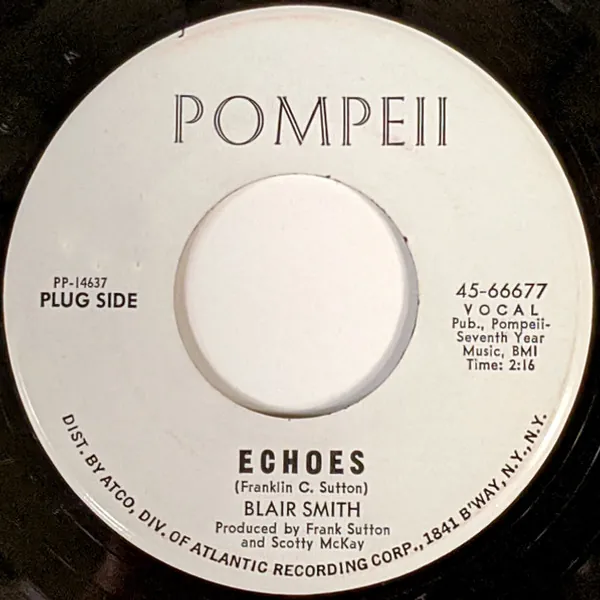 POMPEII
PP-14637
PLUG SIDE
45-66677
VOCAL
Pub., Pompeii-
Seventh Year
Music, BMI
Time: 2:16
ECHOES
(Franklin C. Sutton)
BLAIR SMITH
Produced by Frank Sutton
and Scotty McKay
DIST. BY ATCO, DIV. OF ATLANTIC RECORDING CORP., 1841 B'WAY, N.Y., N.Y.